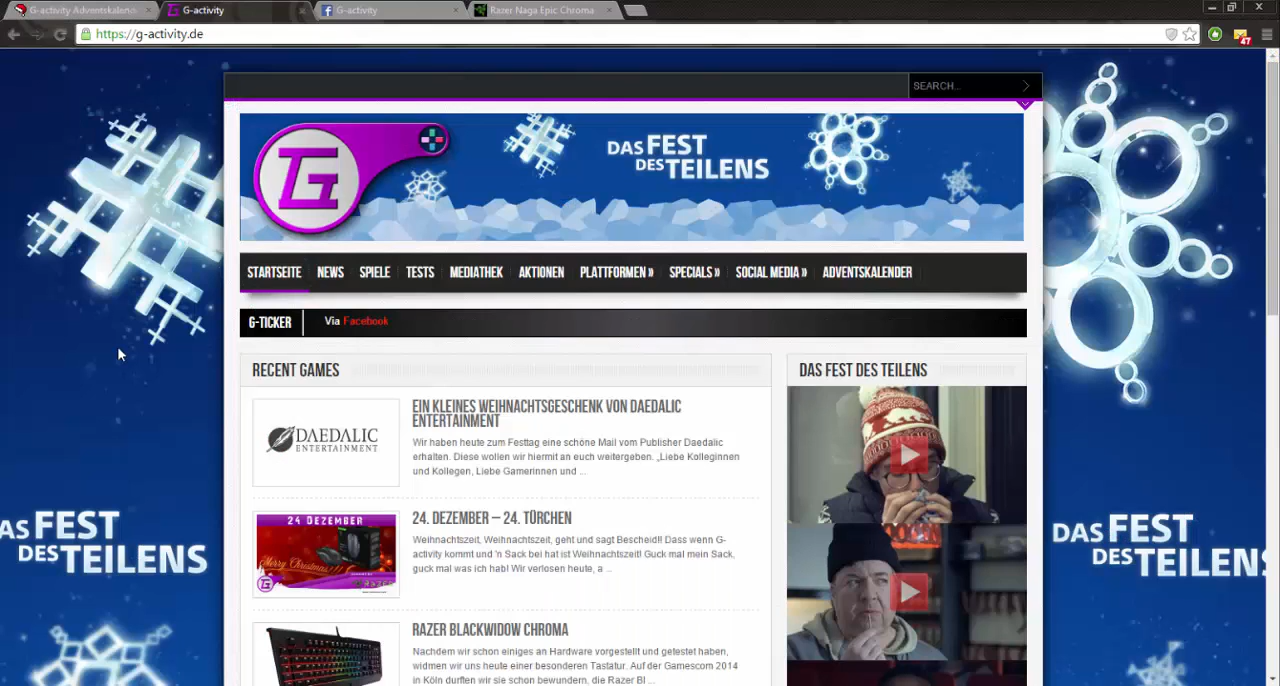 G-activity Adventskalen
G-activity
G-activity
Razer Naga Epic Chroma
https://g-activity.de
47
SEARCH...
G
DAS FEST
DES TEILENS
STARTSEITE
NEWS
SPIELE
TESTS
MEDIATHEK
AKTIONEN
PLATTFORMEN »
SPECIALS »
SOCIAL MEDIA »
ADVENTSKALENDER
G-TICKER
Via Facebook
RECENT GAMES
DAEDALIC
ENTERTAINMENT
EIN KLEINES WEIHNACHTSGESCHENK VON DAEDALIC
ENTERTAINMENT
Wir haben heute zum Festtag eine schöne Mail vom Publisher Daedalic
erhalten. Diese wollen wir hiermit an euch weitergeben. „Liebe Kolleginnen
und Kollegen, Liebe Gamerinnen und ...
24 DEZEMBER
Merry Christmas!!!
G
24. DEZEMBER – 24. TÜRCHEN
Weihnachtszeit, Weihnachtszeit, geht und sagt Bescheid!! Dass wenn G-
activity kommt und 'n Sack bei hat ist Weihnachtszeit! Guck mal mein Sack,
guck mal was ich hab! Wir verlosen heute, a ...
RAZER BLACKWIDOW CHROMA
Nachdem wir schon einiges an Hardware vorgestellt und getestet haben,
widmen wir uns heute einer besonderen Tastatur. Auf der Gamescom 2014
in Köln durften wir sie schon bewundern, die Razer Bl ...
DAS FEST DES TEILENS
AS FEST
DES TEILENS
DAS FEST
DES TEILENS